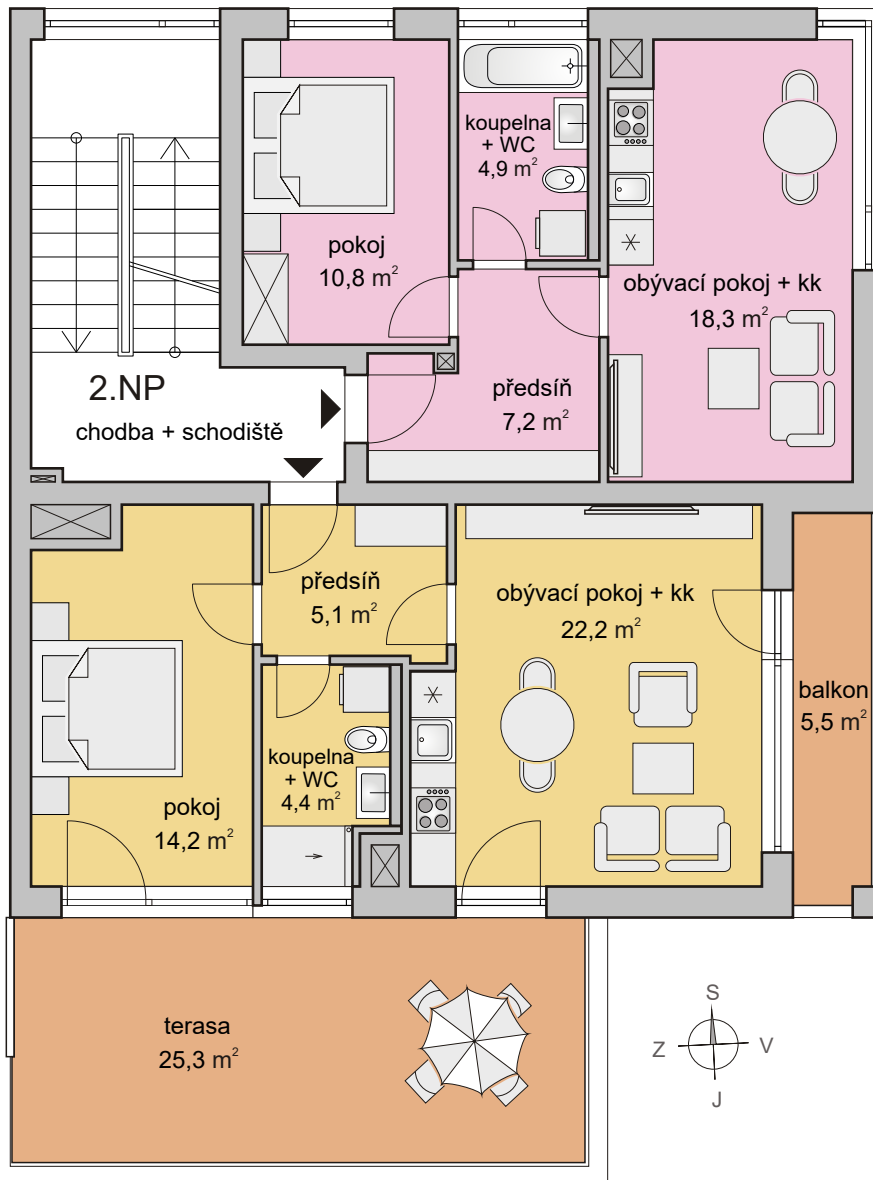 koupelna
+ WC
4,9 m²
pokoj
10,8 m²
obývací pokoj + kk
18,3 m²
2.NP
chodba + schodiště
předsíň
7,2 m²
předsíň
5,1 m²
obývací pokoj + kk
22,2 m²
balkon
5,5 m²
koupelna
+ WC
4,4 m²
pokoj
14,2 m²
terasa
25,3 m²
S
Z
V
J